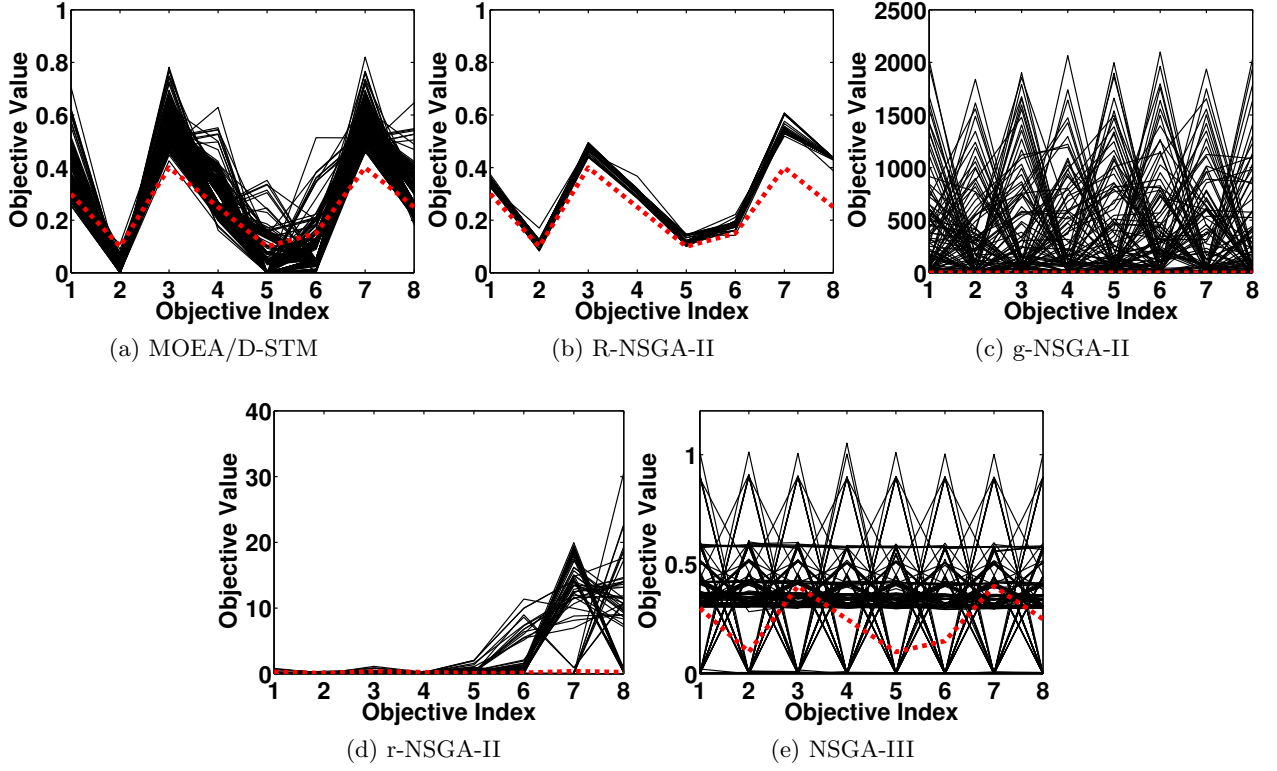 1
0.8
0.6
0.4
0.2
0
Objective Value
1 2 3 4 5 6 7 8
Objective Index
(a) MOEA/D-STM
1
0.8
0.6
0.4
0.2
0
Objective Value
1 2 3 4 5 6 7 8
Objective Index
(b) R-NSGA-II
2500
2000
1500
1000
500
0
Objective Value
1 2 3 4 5 6 7 8
Objective Index
(c) g-NSGA-II
40
30
20
10
0
Objective Value
1 2 3 4 5 6 7 8
Objective Index
(d) r-NSGA-II
1
0.5
0
Objective Value
1 2 3 4 5 6 7 8
Objective Index
(e) NSGA-III